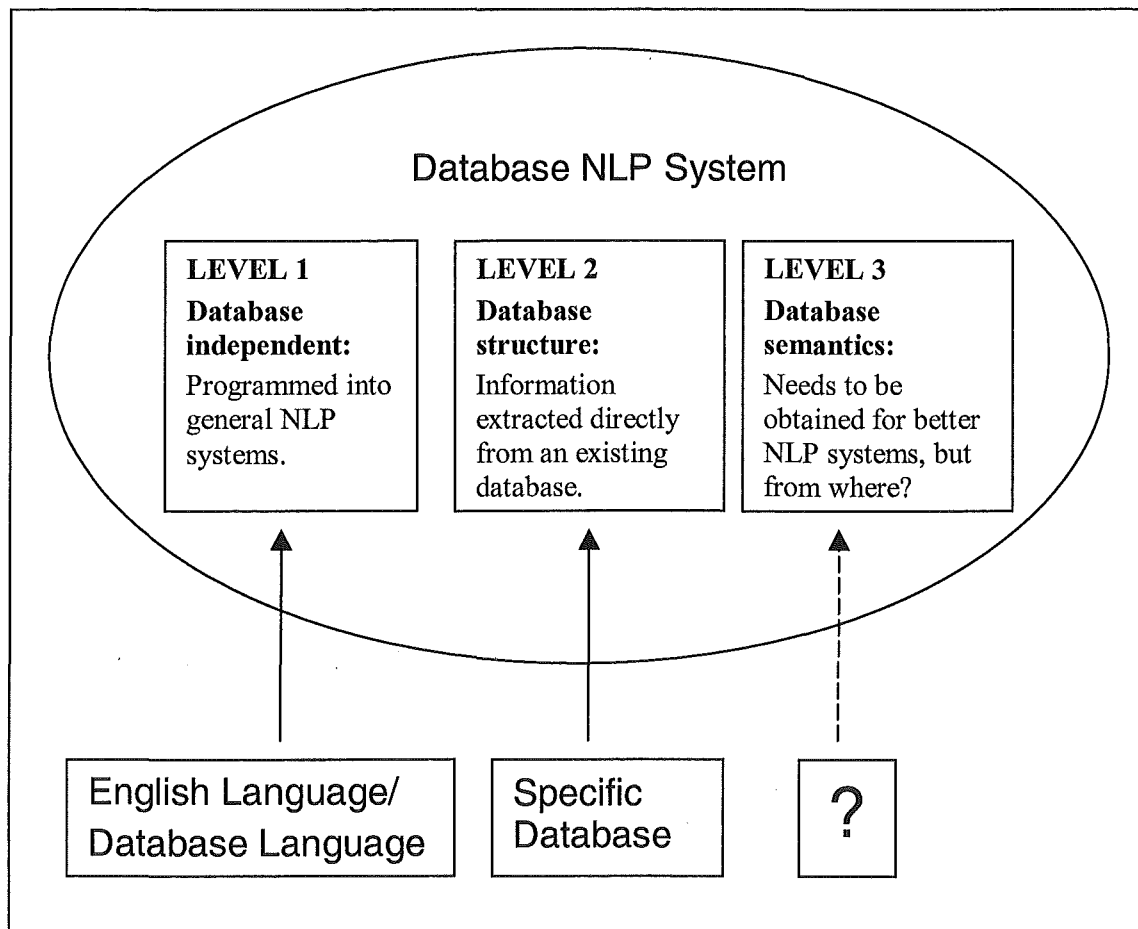 Database NLP System
LEVEL 1
Database
independent:
Programmed into
general NLP
systems.
LEVEL 2
Database
structure:
Information
extracted directly
from an existing
database.
LEVEL 3
Database
semantics:
Needs to be
obtained for better
NLP systems, but
from where?
English Language/
Database Language
Specific
Database
?